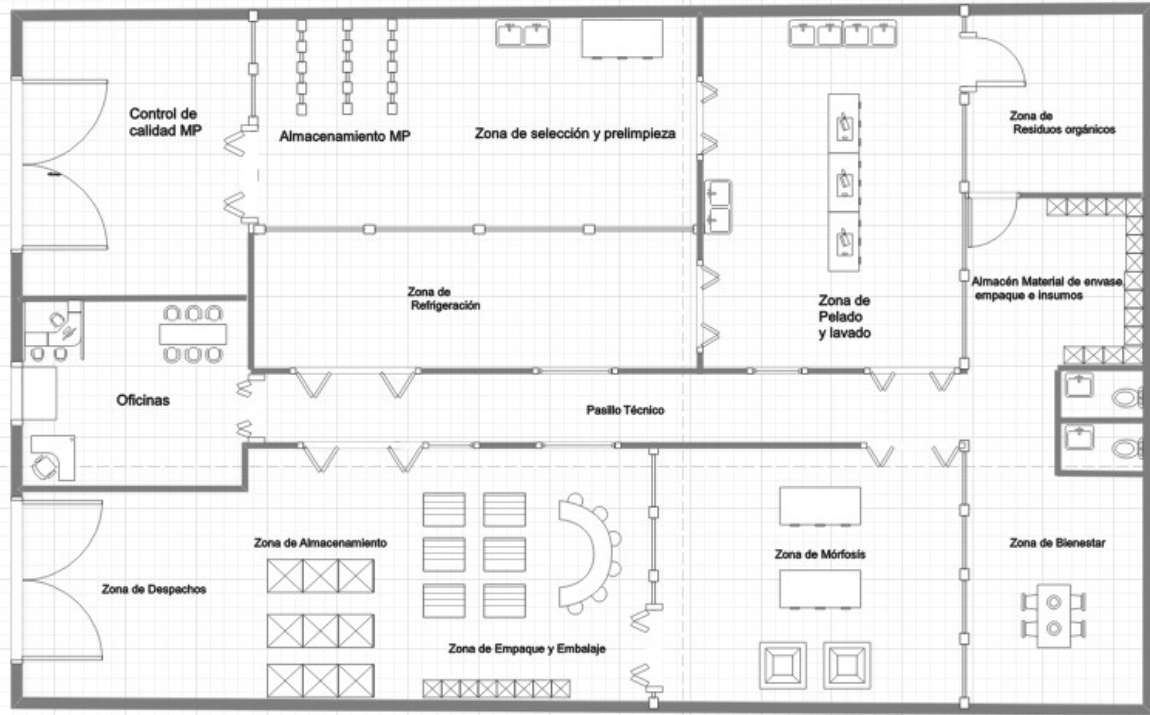 Control de
calidad MP
Almacenamiento MP
Zona de selección y prelimpieza
Zona de
Residuos orgánicos
Zona de
Refrigeración
Zona de
Pelado
y lavado
Almacén Material de envase,
empaque e insumos
Oficinas
Pasillo Técnico
Zona de Almacenamiento
Zona de Despachos
Zona de Empaque y Embalaje
Zona de Mórfosis
Zona de Bienestar